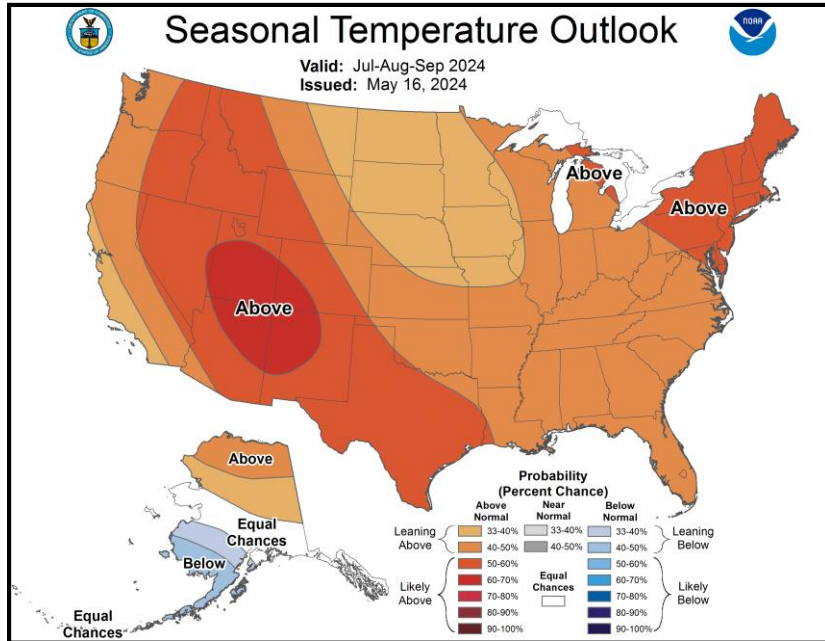 Seasonal Temperature Outlook
NOAA
Valid: Jul-Aug-Sep 2024
Issued: May 16, 2024
Above
Above
Above
Above
Equal
Chances
Below
Equal
Chances
Probability
(Percent Chance)
Above
Normal
Near
Normal
Below
Normal
Leaning
Above
33-40%
33-40%
33-40%
Leaning
Below
40-50%
40-50%
40-50%
Likely
Above
50-60%
60-70%
70-80%
80-90%
90-100%
Equal
Chances
50-60%
60-70%
70-80%
80-90%
90-100%
Likely
Below